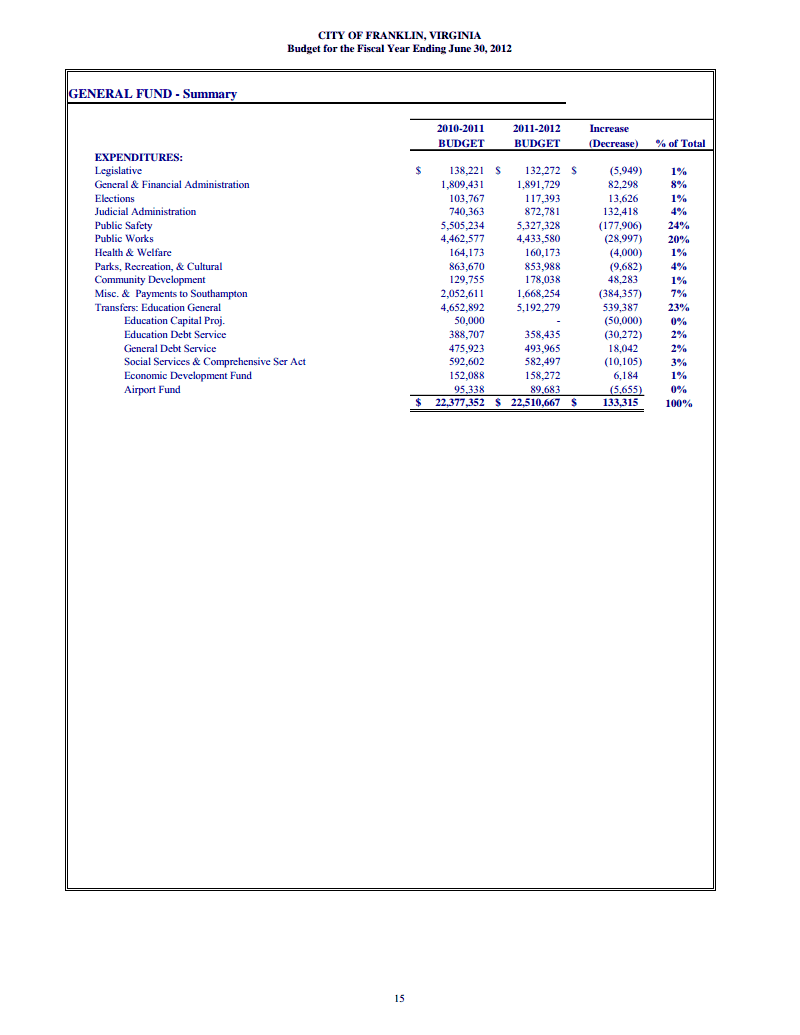 CITY OF FRANKLIN, VIRGINIA
Budget for the Fiscal Year Ending June 30, 2012
GENERAL FUND - Summary
2010-2011 2011-2012 Increase
BUDGET BUDGET (Decrease) % of Total
EXPENDITURES:
Legislative $ 138,221 $ 132,272 $ (5,949) 1%
General & Financial Administration 1,809,431 1,891,729 82,298 8%
Elections 103,767 117,393 13,626 1%
Judicial Administration 740,363 872,781 132,418 4%
Public Safety 5,505,234 5,327,328 (177,906) 24%
Public Works 4,462,577 4,433,580 (28,997) 20%
Health & Welfare 164,173 160,173 (4,000) 1%
Parks, Recreation, & Cultural 863,670 853,988 (9,682) 4%
Community Development 129,755 178,038 48,283 1%
Misc. & Payments to Southampton 2,052,611 1,668,254 (384,357) 7%
Transfers: Education General 4,652,892 5,192,279 539,387 23%
Education Capital Proj. 50,000 - (50,000) 0%
Education Debt Service 388,707 358,435 (30,272) 2%
General Debt Service 475,923 493,965 18,042 2%
Social Services & Comprehensive Ser Act 592,602 582,497 (10,105) 3%
Economic Development Fund 152,088 158,272 6,184 1%
Airport Fund 95,338 89,683 (5,655) 0%
$ 22,377,352 $ 22,510,667 $ 133,315 100%
15